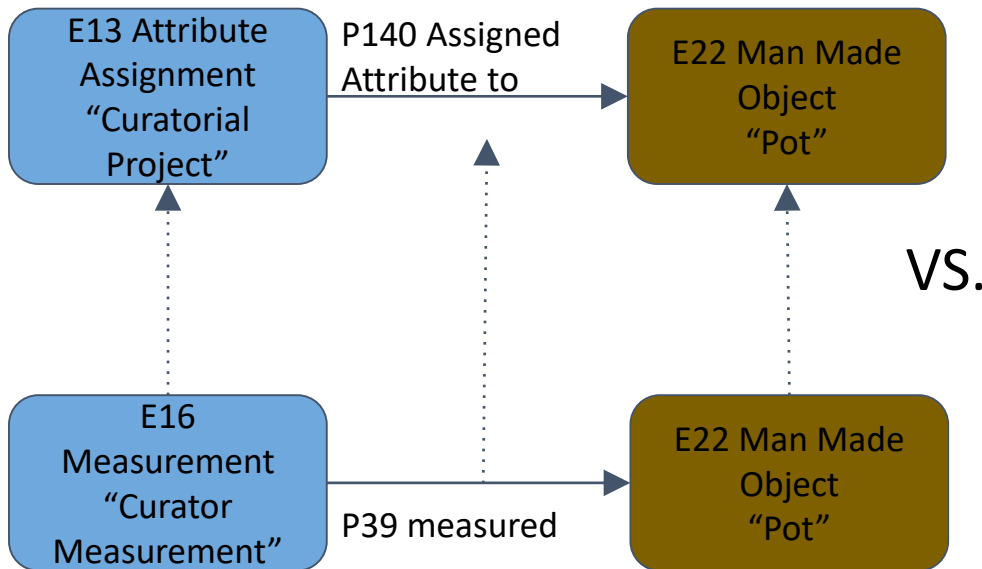 E13 Attribute
Assignment
“Curatorial
Project”
P140 Assigned
Attribute to
E22 Man Made
Object
“Pot”
VS.
E16
Measurement
“Curator
Measurement”
P39 measured
E22 Man Made
Object
“Pot”